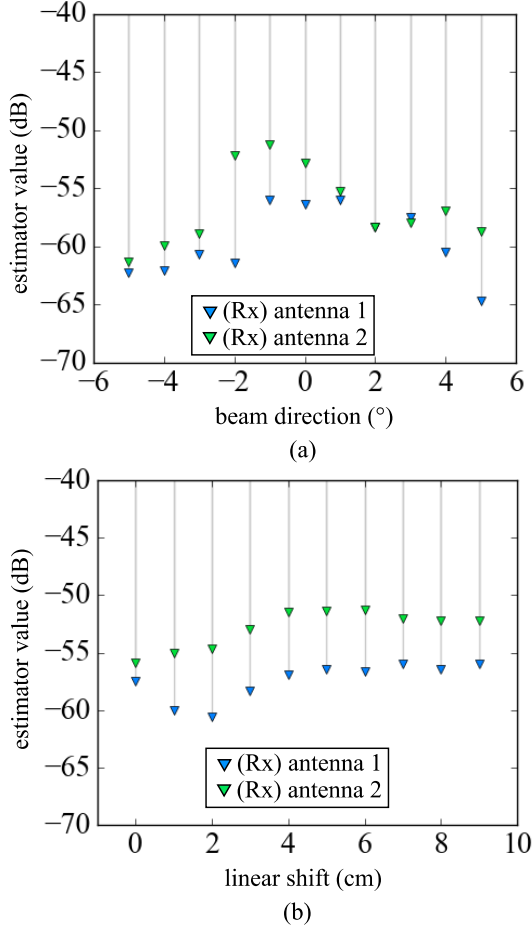 −40
−45
−50
−55
−60
−65
−70
estimator value (dB)
(Rx) antenna 1
(Rx) antenna 2
−6 −4 −2 0 2 4 6
beam direction (°)
(a)
−40
−45
−50
−55
−60
−65
−70
estimator value (dB)
(Rx) antenna 1
(Rx) antenna 2
0 2 4 6 8 10
linear shift (cm)
(b)